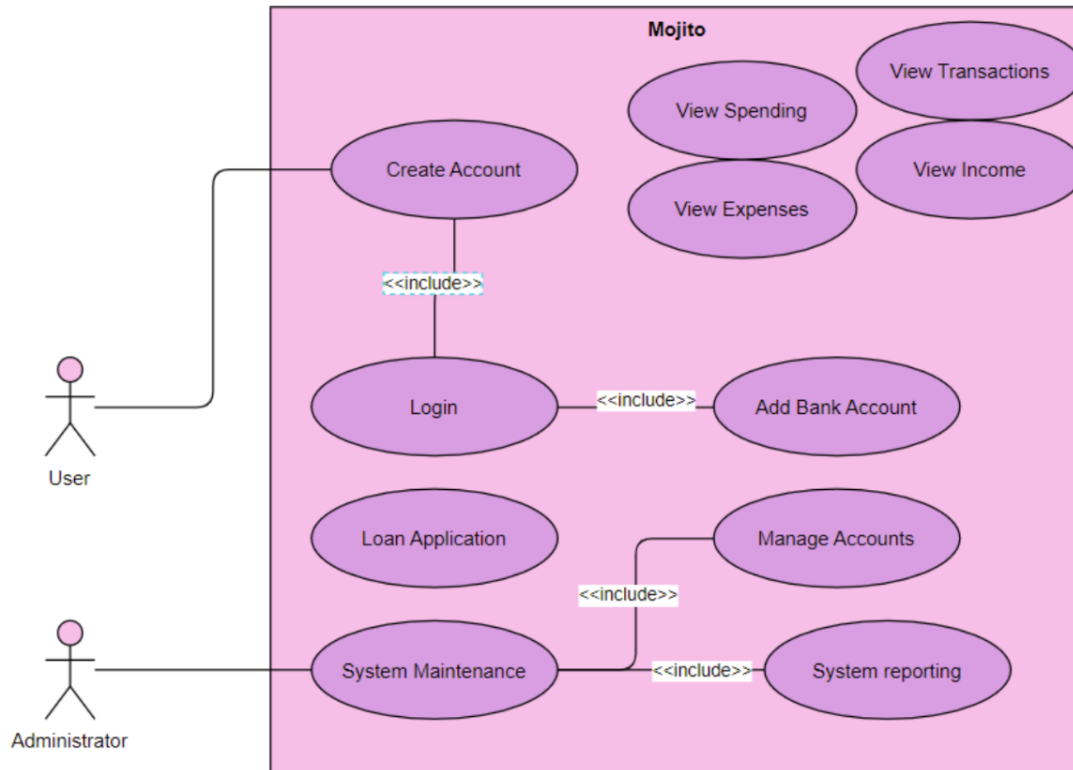 Mojito
View Transactions
View Spending
Create Account
View Income
View Expenses
<<include>>
Login
<<include>>
Add Bank Account
User
Loan Application
Manage Accounts
<<include>>
System Maintenance
<<include>>
System reporting
Administrator